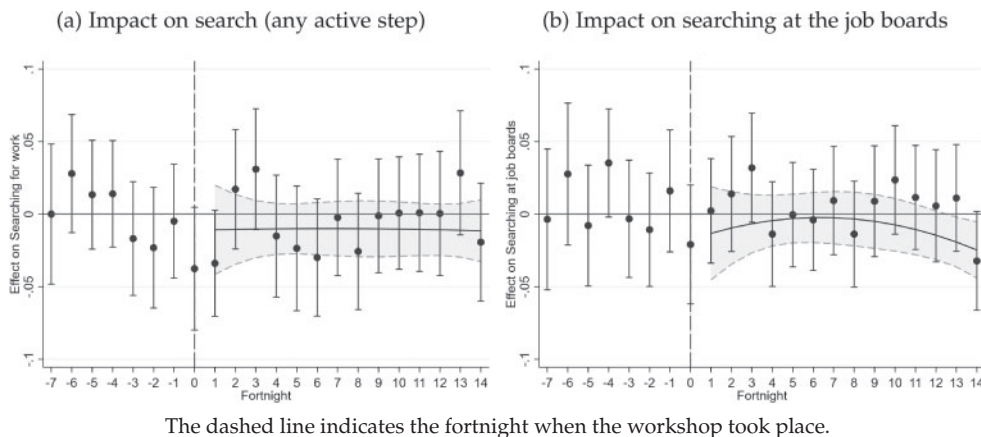 (a) Impact on search (any active step)
(b) Impact on searching at the job boards
Effect on Searching for work
.1
.05
0
-.05
-.1
-7 -6 -5 -4 -3 -2 -1 0 1 2 3 4 5 6 7 8 9 10 11 12 13 14
Fortnight
Effect on Searching at job boards
.1
.05
0
-.05
-.1
-7 -6 -5 -4 -3 -2 -1 0 1 2 3 4 5 6 7 8 9 10 11 12 13 14
Fortnight
The dashed line indicates the fortnight when the workshop took place.